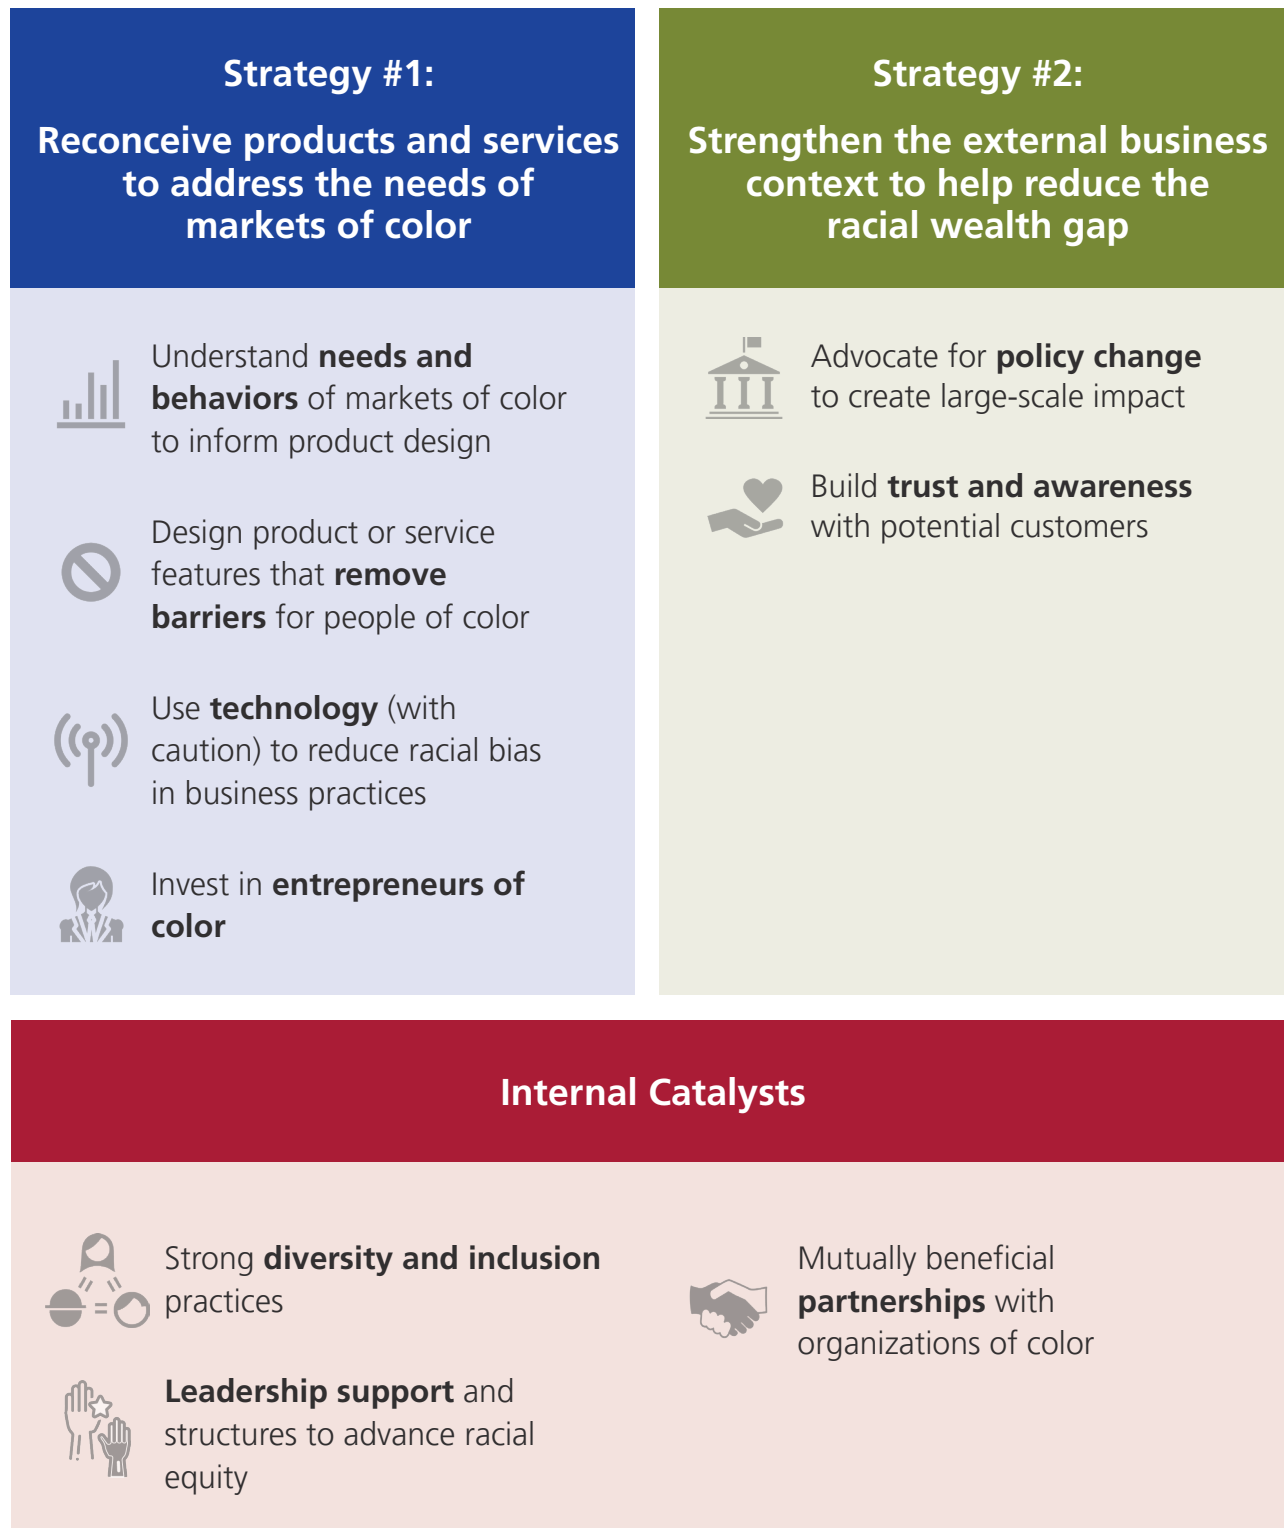 Strategy #1:
Reconceive products and services
to address the needs of
markets of color
Understand needs and
behaviors of markets of color
to inform product design
Design product or service
features that remove
barriers for people of color
Use technology (with
caution) to reduce racial bias
in business practices
Invest in entrepreneurs of
color
Strategy #2:
Strengthen the external business
context to help reduce the
racial wealth gap
Advocate for policy change
to create large-scale impact
Build trust and awareness
with potential customers
Internal Catalysts
Strong diversity and inclusion
practices
Leadership support and
structures to advance racial
equity
Mutually beneficial
partnerships with
organizations of color